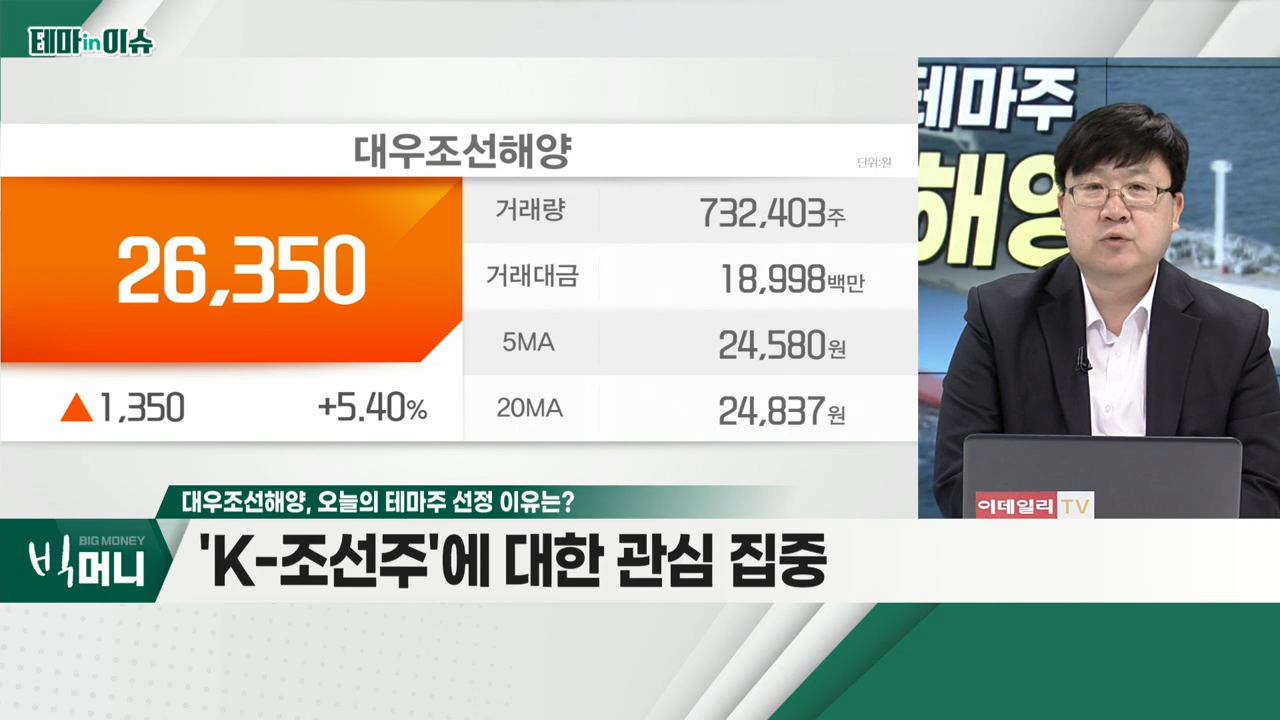 테마in이슈
대우조선해양
단위:원
26,350
▲1,350 +5.40%
거래량 732,403주
거래대금 18,998백만
5MA 24,580원
20MA 24,837원
테마주
해양
이데일리TV
대우조선해양, 오늘의 테마주 선정 이유는?
BIG MONEY
빅머니
'K-조선주'에 대한 관심 집중